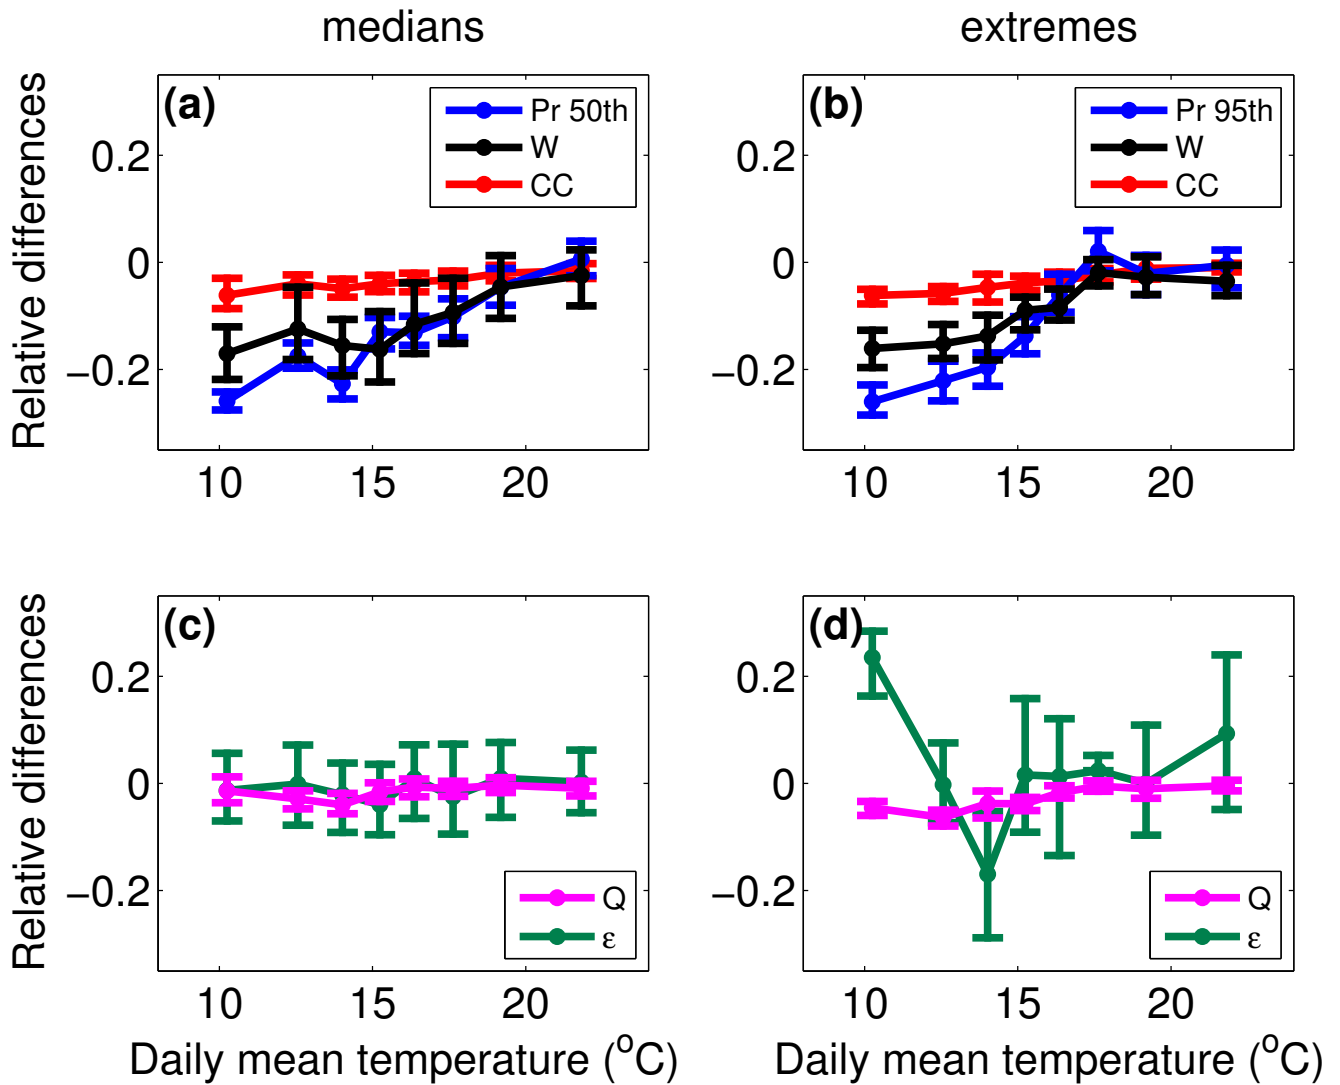 medians
extremes
(a)
Pr 50th
W
CC
0.2
0
−0.2
10 15 20
Relative differences
(b)
Pr 95th
W
CC
0.2
0
−0.2
10 15 20
(c)
Q
ε
0.2
0
−0.2
10 15 20
Relative differences
Daily mean temperature (°C)
(d)
Q
ε
0.2
0
−0.2
10 15 20
Daily mean temperature (°C)